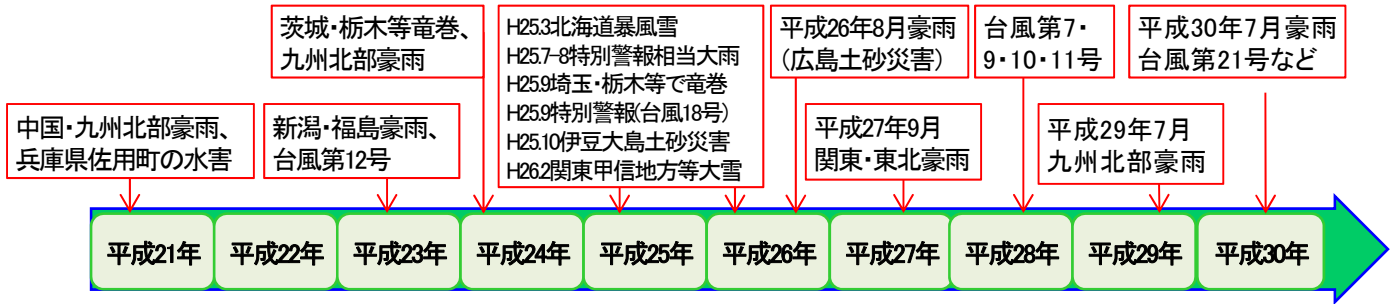 茨城・栃木等竜巻、
九州北部豪雨
H25.3北海道暴風雪
H25.7-8特別警報相当大雨
H25.9埼玉・栃木等で竜巻
H25.9特別警報(台風18号)
H25.10伊豆大島土砂災害
H26.2関東甲信地方等大雪
平成26年8月豪雨
(広島土砂災害)
台風第7・
9・10・11号
平成30年7月豪雨
台風第21号など
中国・九州北部豪雨、
兵庫県佐用町の水害
新潟・福島豪雨、
台風第12号
平成27年9月
関東・東北豪雨
平成29年7月
九州北部豪雨
平成21年
平成22年
平成23年
平成24年
平成25年
平成26年
平成27年
平成28年
平成29年
平成30年